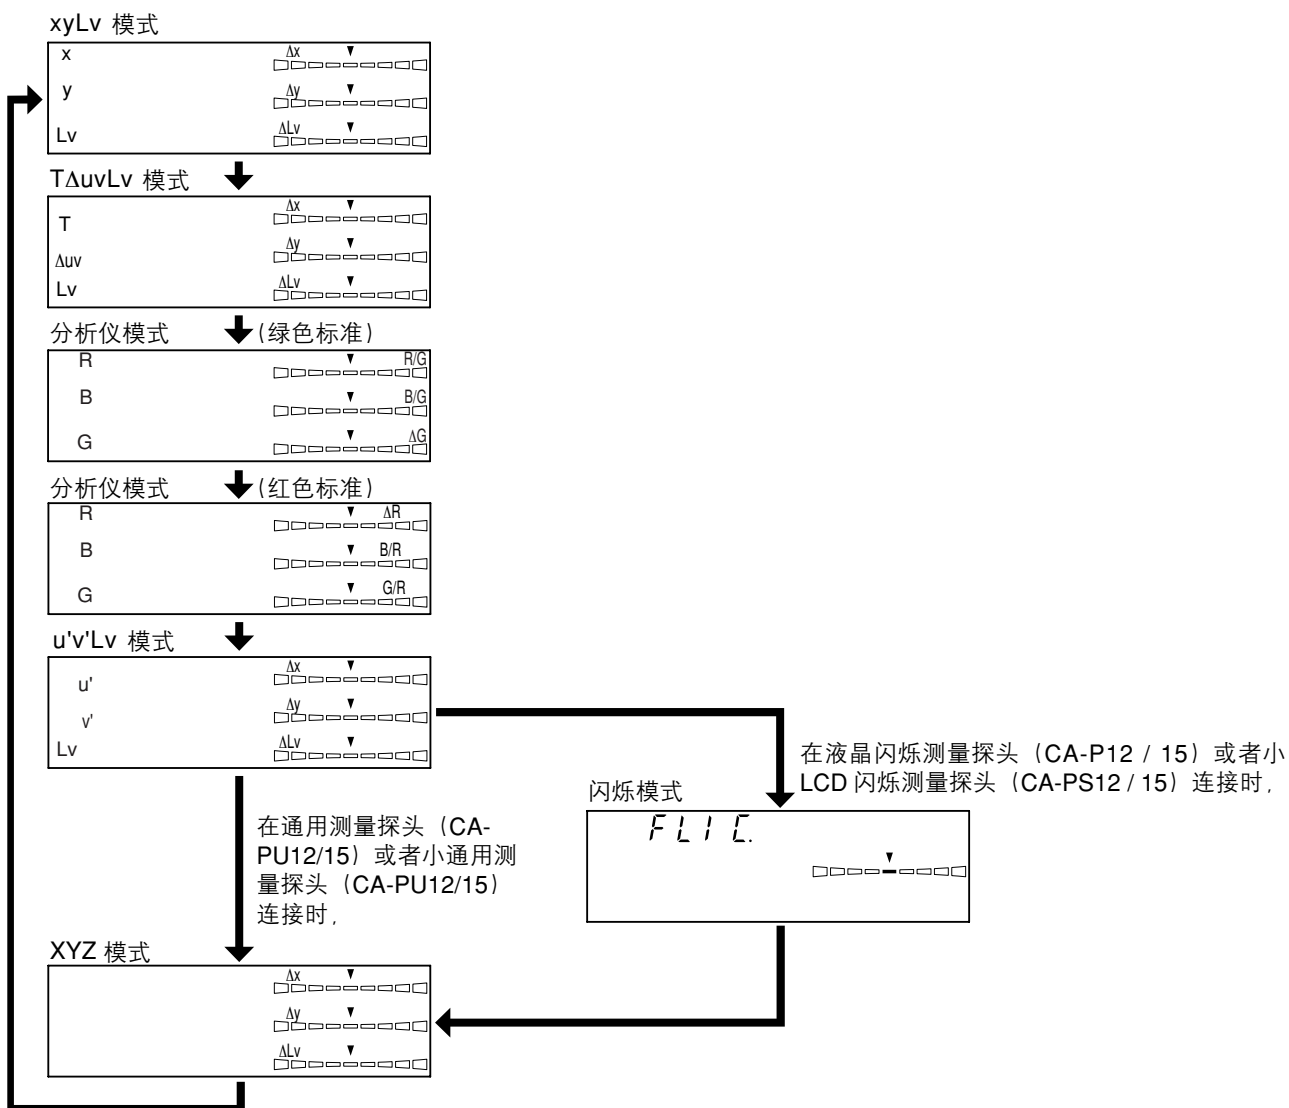 xyLv 模式
x Δx
y Δy
Lv ΔLv
TΔuvLv 模式
T Δx
Δuv Δy
Lv ΔLv
分析仪模式 (绿色标准)
R R/G
B B/G
G ΔG
分析仪模式 (红色标准)
R ΔR
B B/R
G G/R
u'v'Lv 模式
u' Δx
v' Δy
Lv ΔLv
在液晶闪烁测量探头（CA-P12 / 15）或者小
LCD 闪烁测量探头（CA-PS12 / 15）连接时,
闪烁模式
FLIC.
在通用测量探头（CA-
PU12/15）或者小通用测
量探头（CA-PU12/15）
连接时,
XYZ 模式
Δx
Δy
ΔLv